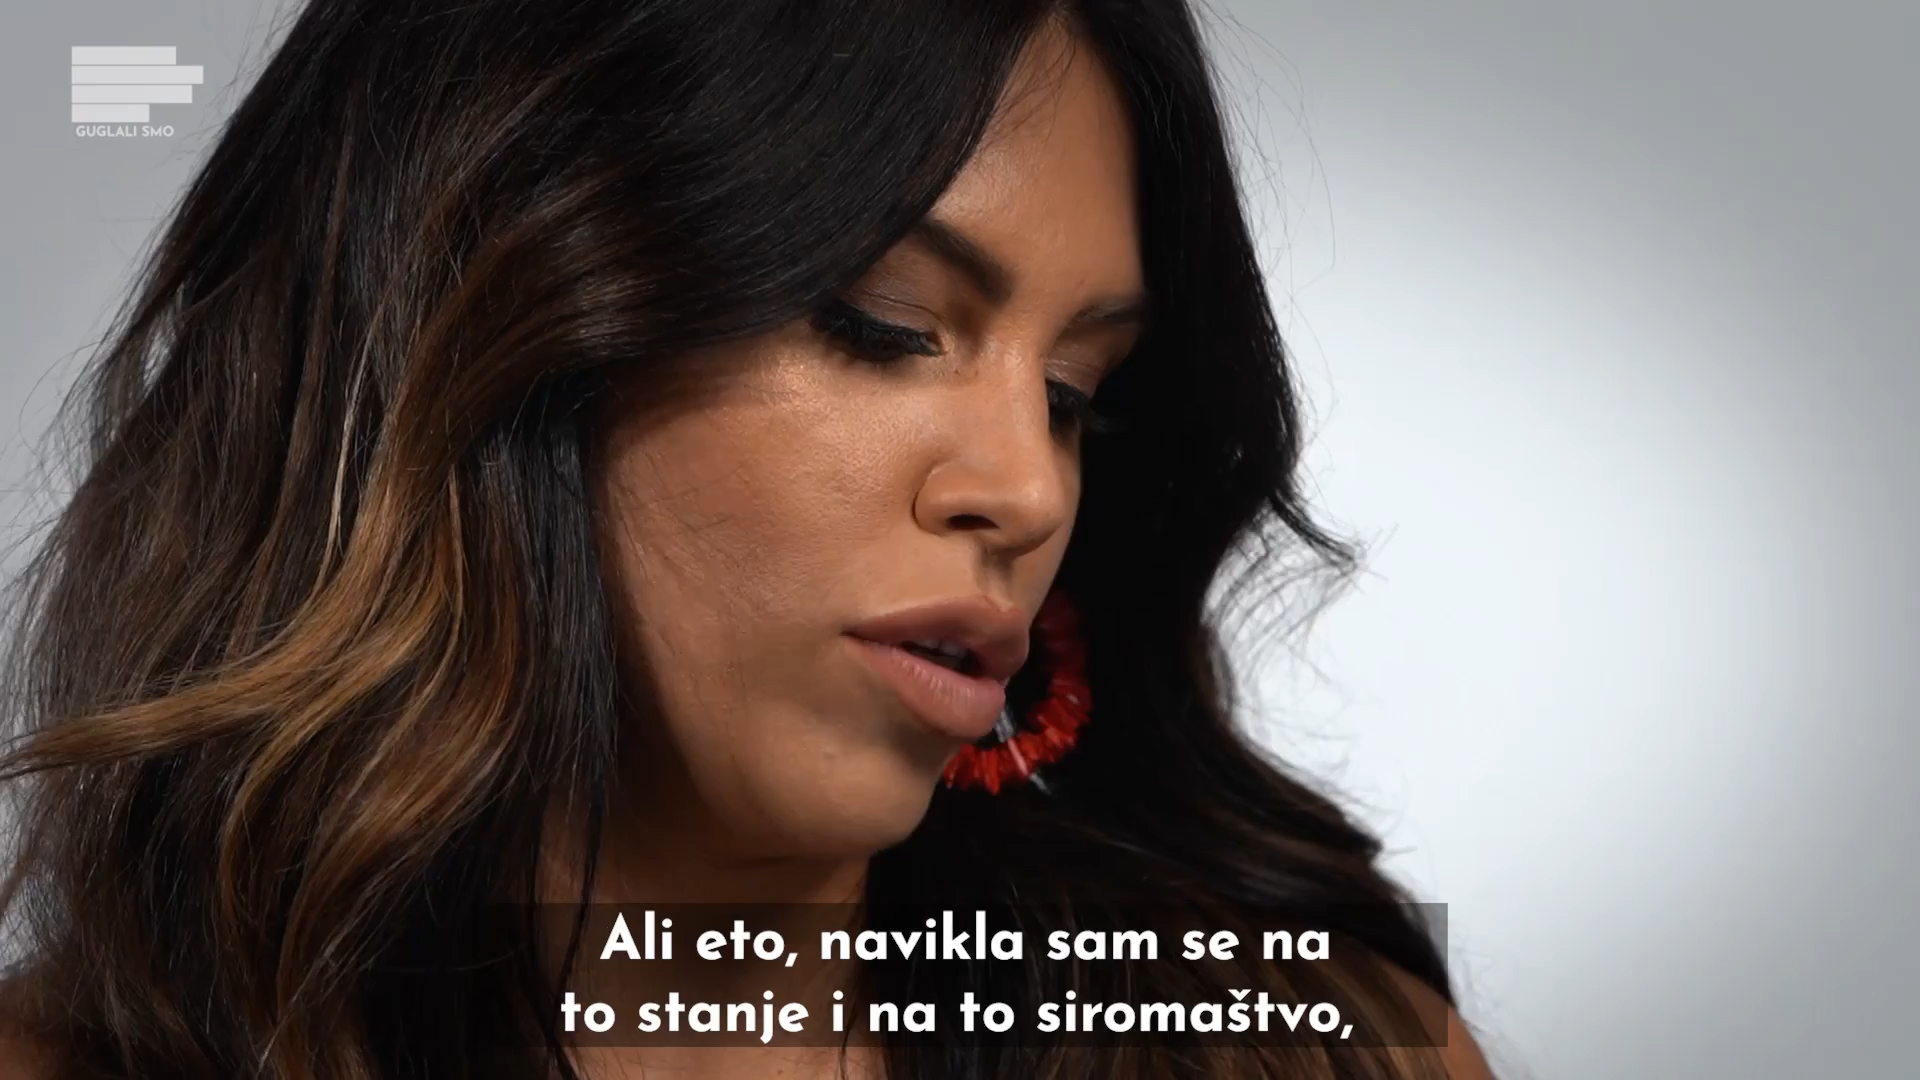 GUGLALI SMO
Ali eto, navikla sam se na
to stanje i na to siromaštvo,